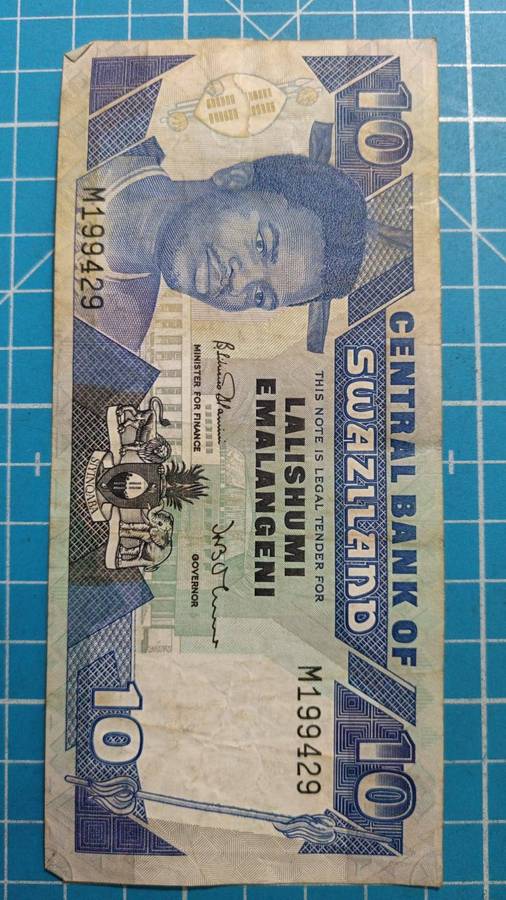 10
CENTRAL BANK OF
SWAZILAND
10
THIS NOTE IS LEGAL TENDER FOR
LALISHUMI
EMALANGENI
M199429
MINISTER FOR FINANCE
GOVERNOR
M199429
SIYINQABA
10